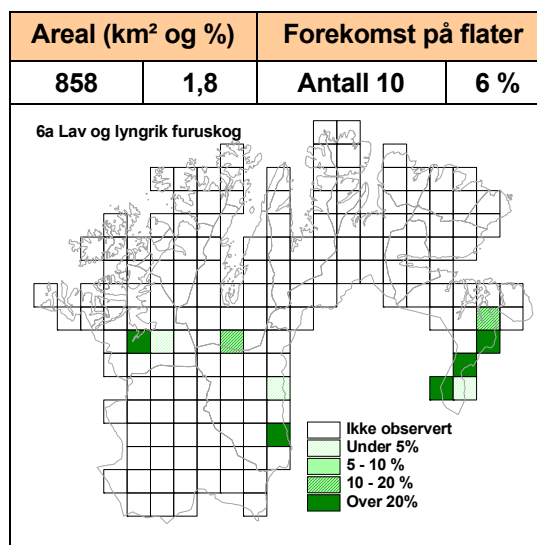 Areal (km² og %) Forekomst på flater
858 1,8 Antall 10 6 %
6a Lav og lyngrik furuskog
Ikke observert
Under 5%
5 - 10 %
10 - 20 %
Over 20%